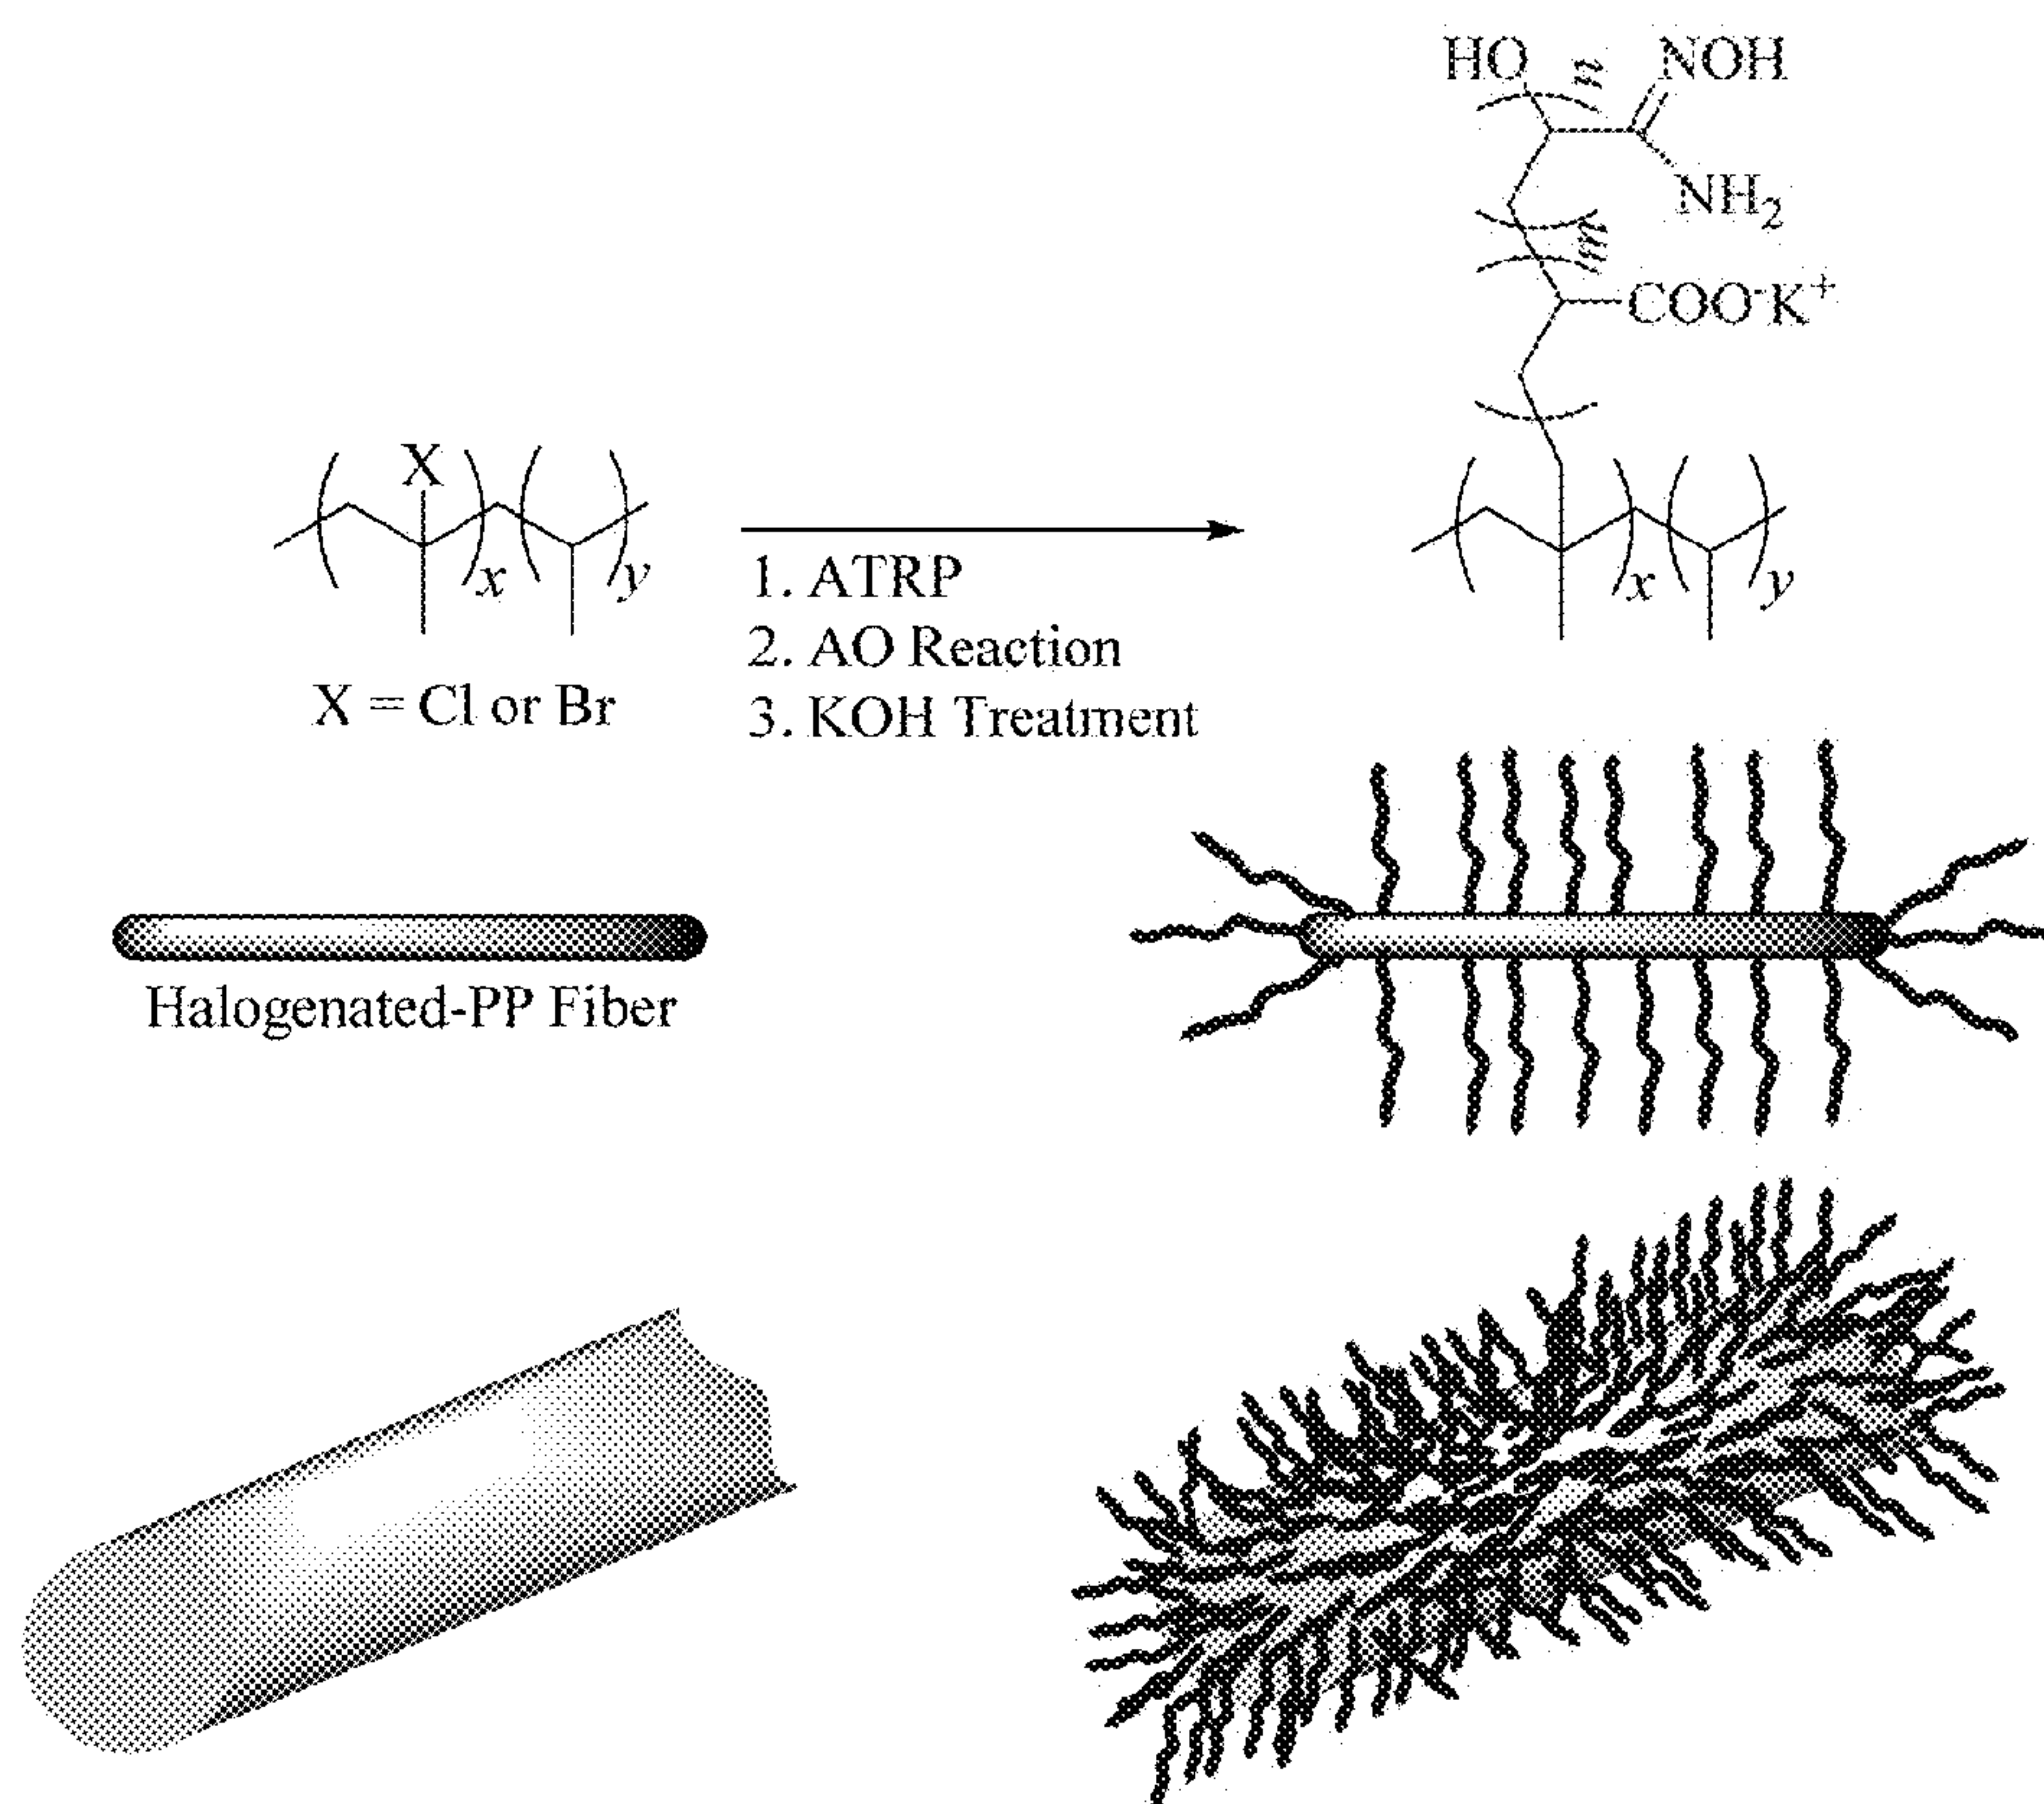 HO
n
NOH
NH2
m
COO-K+
X
x
y
X = Cl or Br
1. ATRP
2. AO Reaction
3. KOH Treatment
x
y
Halogenated-PP Fiber